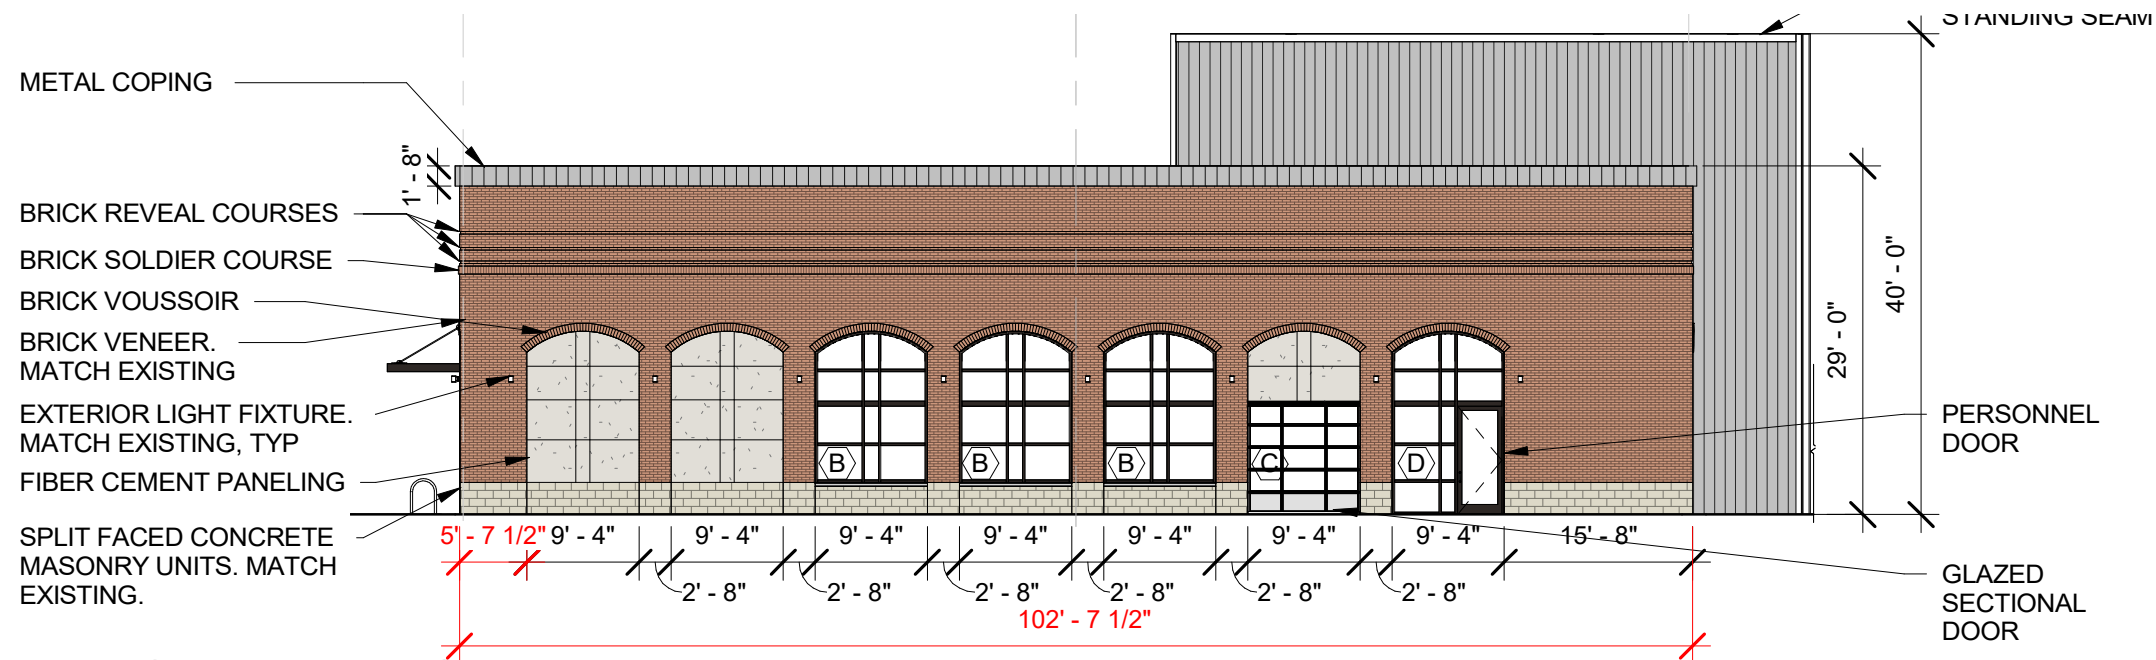 STANDING SEAM
METAL COPING
1' - 8"
BRICK REVEAL COURSES
BRICK SOLDIER COURSE
BRICK VOUSSOIR
BRICK VENEER.
MATCH EXISTING
EXTERIOR LIGHT FIXTURE.
MATCH EXISTING, TYP
FIBER CEMENT PANELING
SPLIT FACED CONCRETE
MASONRY UNITS. MATCH
EXISTING.
B
B
B
C
D
40' - 0"
29' - 0"
PERSONNEL
DOOR
GLAZED
SECTIONAL
DOOR
5' - 7 1/2" 9' - 4" 9' - 4" 9' - 4" 9' - 4" 9' - 4" 9' - 4" 9' - 4" 15' - 8"
2' - 8" 2' - 8" 2' - 8" 2' - 8" 2' - 8" 2' - 8"
102' - 7 1/2"